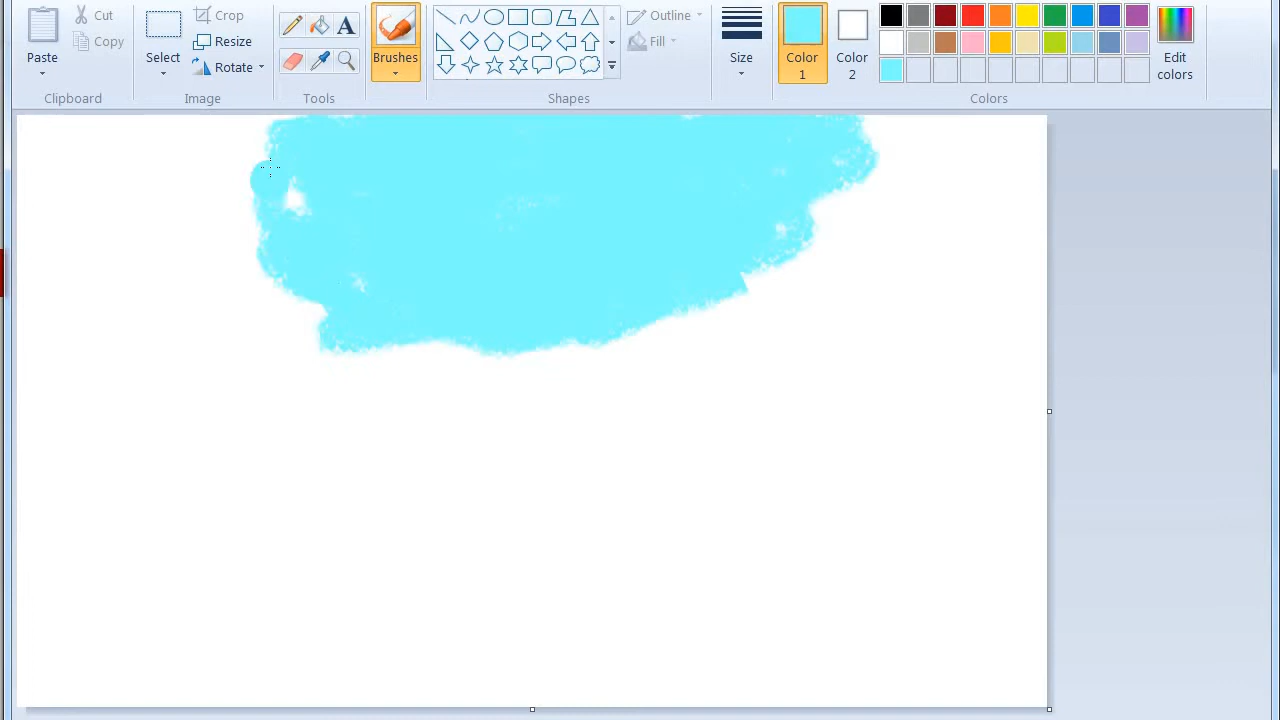 Paste
Cut
Copy
Clipboard
Select
Crop
Resize
Rotate
Image
A
Tools
Brushes
Outline
Fill
Shapes
Size
Color
1
Color
2
Edit
colors
Colors